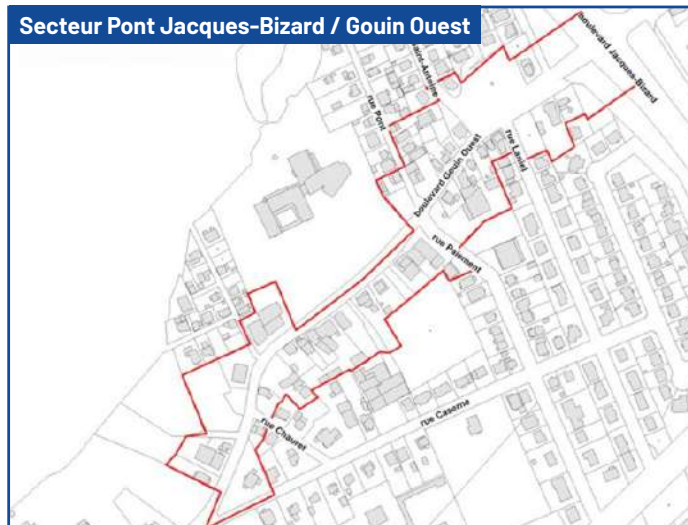 Secteur Pont Jacques-Bizard / Gouin Ouest
boulevard Jacques-Bizard
rue Pont
boulevard Gouin Ouest
rue Laniel
rue Paiement
rue Caserne
rue Chauret